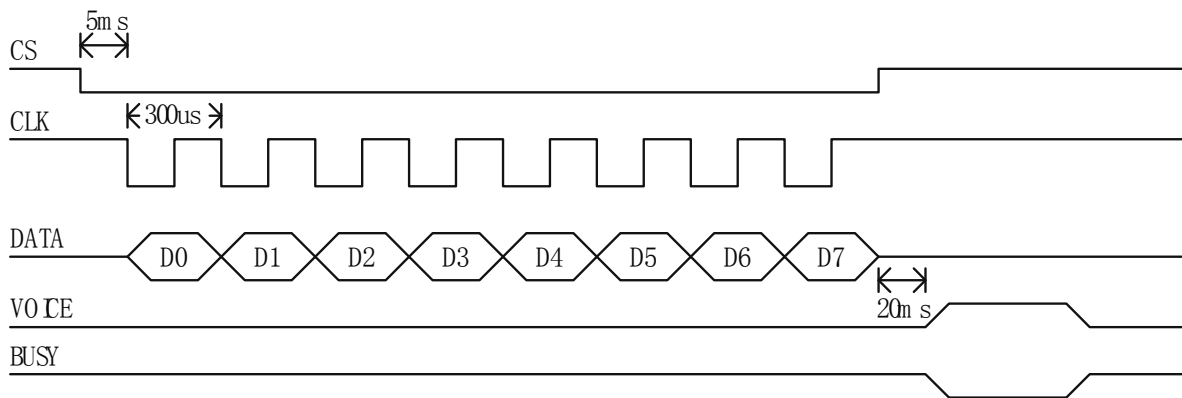 5ms
CS
300us
CLK
DATA D0 D1 D2 D3 D4 D5 D6 D7
20ms
VOICE
BUSY